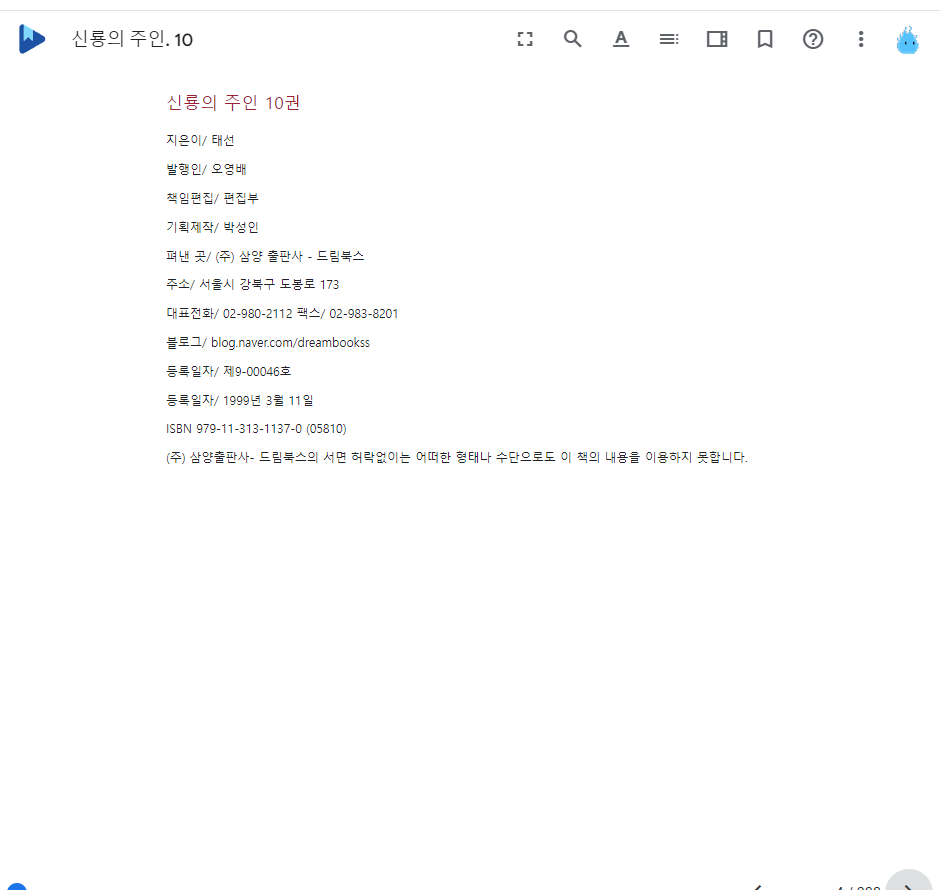 신룡의 주인. 10
신룡의 주인 10권
지은이/ 태선
발행인/ 오영배
책임편집/ 편집부
기획제작/ 박성인
펴낸 곳/ (주) 삼양 출판사 - 드림북스
주소/ 서울시 강북구 도봉로 173
대표전화/ 02-980-2112 팩스/ 02-983-8201
블로그/ blog.naver.com/dreambookss
등록일자/ 제9-00046호
등록일자/ 1999년 3월 11일
ISBN 979-11-313-1137-0 (05810)
(주) 삼양출판사- 드림북스의 서면 허락없이는 어떠한 형태나 수단으로도 이 책의 내용을 이용하지 못합니다.